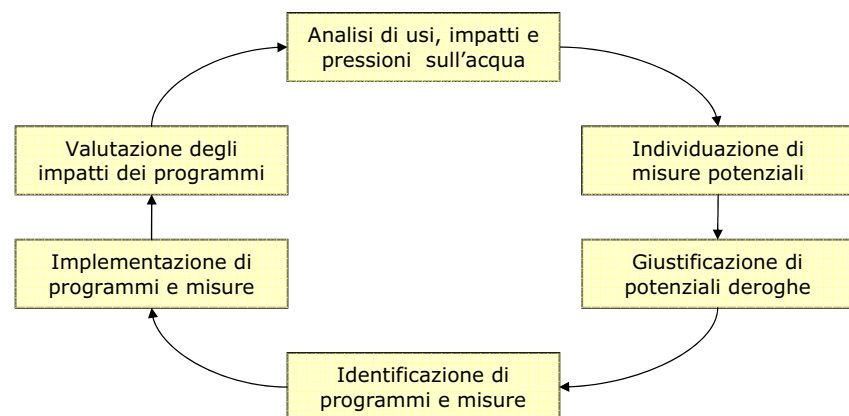 Analisi di usi, impatti e
pressioni sull’acqua
Individuazione di
misure potenziali
Giustificazione di
potenziali deroghe
Identificazione di
programmi e misure
Implementazione di
programmi e misure
Valutazione degli
impatti dei programmi